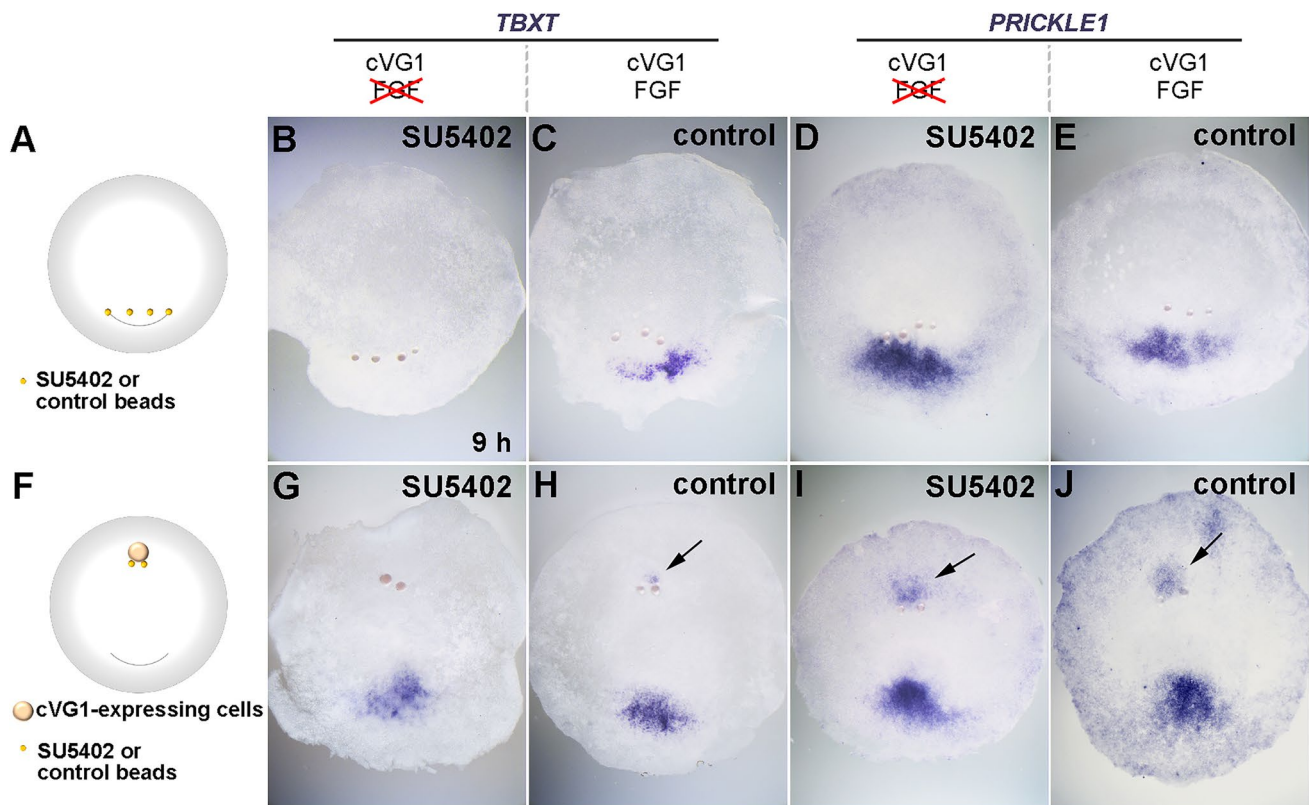 TBXT
PRICKLE1
cVG1
FGF
cVG1
FGF
cVG1
FGF
cVG1
FGF
A
B
SU5402
C
control
D
SU5402
E
control
SU5402 or
control beads
9 h
F
G
SU5402
H
control
I
SU5402
J
control
cVG1-expressing cells
SU5402 or
control beads